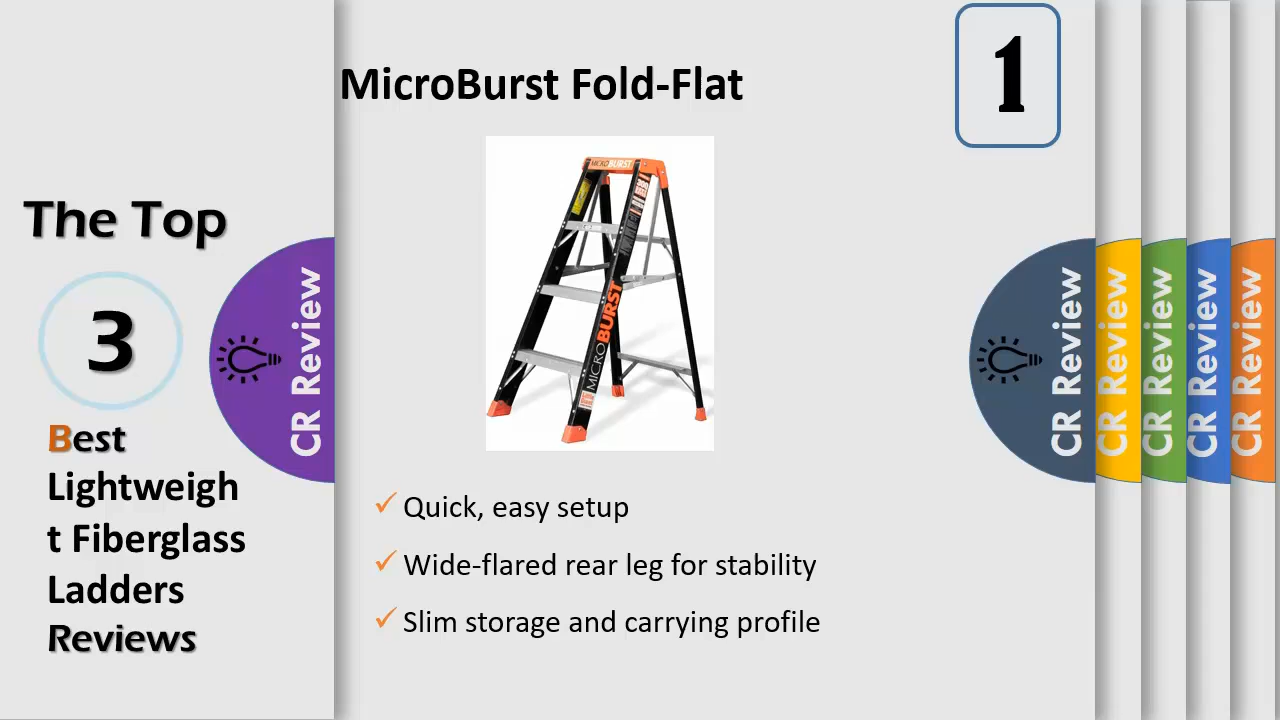 MicroBurst Fold-Flat
1
The Top
3
Best
Lightweigh
t Fiberglass
Ladders
Reviews
CR Review
MICROBURST
MICROBURST
Quick, easy setup
Wide-flared rear leg for stability
Slim storage and carrying profile
CR Review
CR Review
CR Review
CR Review
CR Review